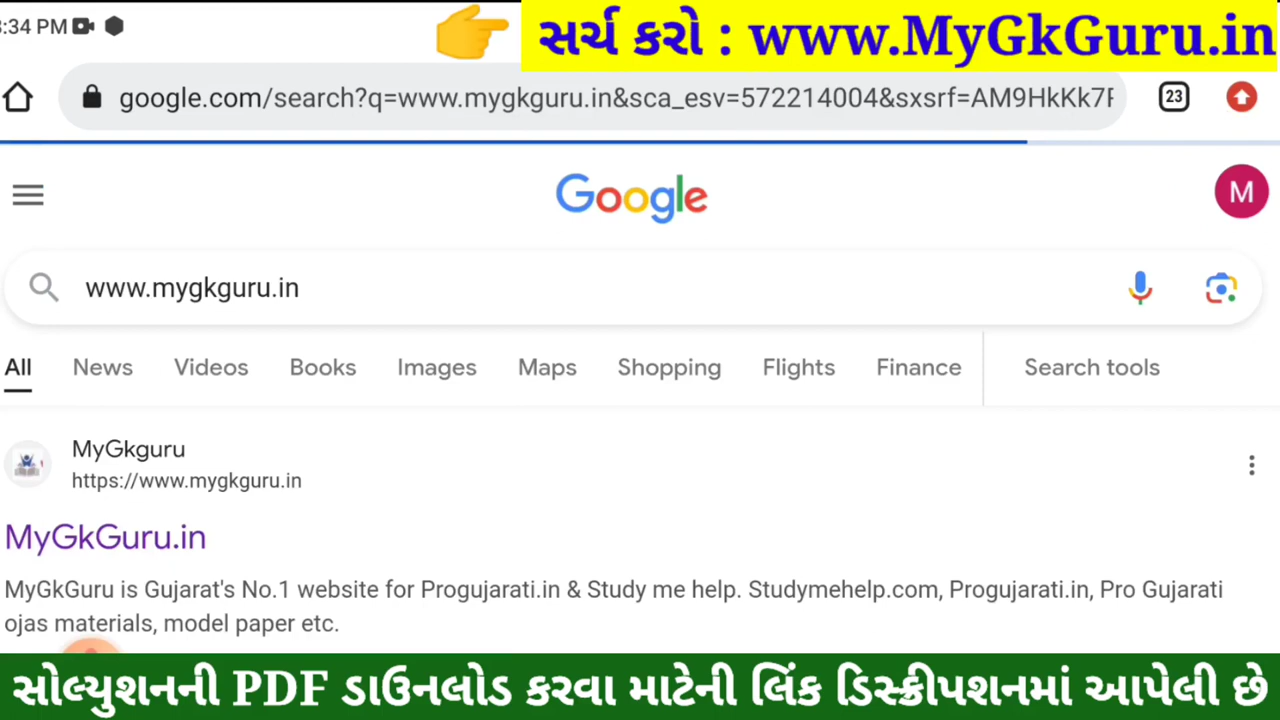 :34 PM
સર્ચ કરો : www.MyGkGuru.in
google.com/search?q=www.mygkguru.in&sca_esv=572214004&sxsrf=AM9HkKk7F
23
Google
M
www.mygkguru.in
All News Videos Books Images Maps Shopping Flights Finance Search tools
MyGkguru
https://www.mygkguru.in
MyGkGuru.in
MyGkGuru is Gujarat's No.1 website for Progujarati.in & Study me help. Studymehelp.com, Progujarati.in, Pro Gujarati
ojas materials, model paper etc.
સોલ્યુશનની PDF ડાઉનલોડ કરવા માટેની લિંક ડિસ્ક્રીપશનમાં આપેલી છે